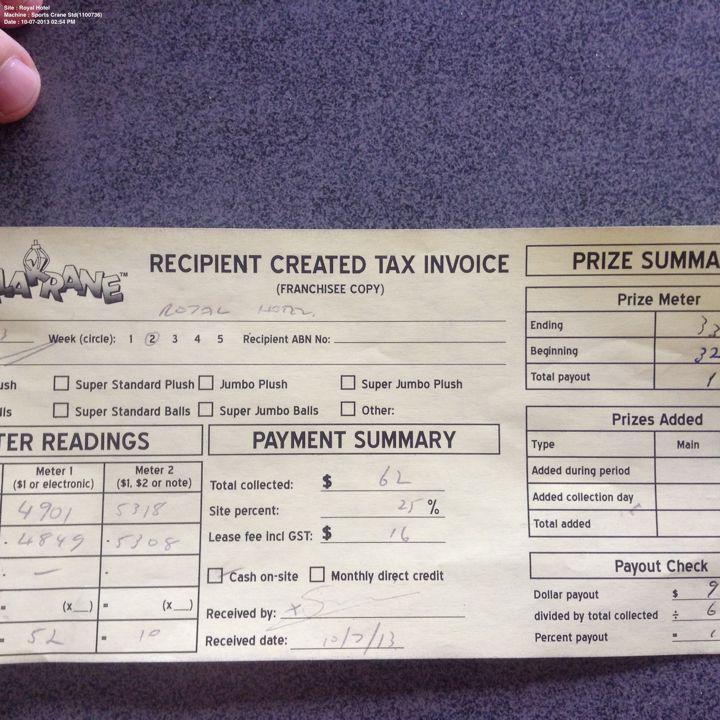 Site : Royal Hotel
Machine : Sports Crane Std(1100736)
Date : 10-07-2013 02:54 PM
RECIPIENT CREATED TAX INVOICE
(FRANCHISEE COPY)
ROYAL HOTEL
Week (circle): 1 2 3 4 5 Recipient ABN No:
Super Standard Plush Jumbo Plush Super Jumbo Plush
Super Standard Balls Super Jumbo Balls Other:
TER READINGS
Meter 1 Meter 2
($1 or electronic) ($1, $2 or note)
4901 5318
4849 5308
-
= (x__) = (x__)
= 52 = 10
PAYMENT SUMMARY
Total collected: $ 62
Site percent: 25 %
Lease fee incl GST: $ 16
Cash on-site Monthly direct credit
Received by: x
Received date: 10/7/13
PRIZE SUMMA
Prize Meter
Ending 33
Beginning 32
Total payout 1
Prizes Added
Type Main
Added during period
Added collection day
Total added
Payout Check
Dollar payout $ 9
divided by total collected ÷ 6
Percent payout =